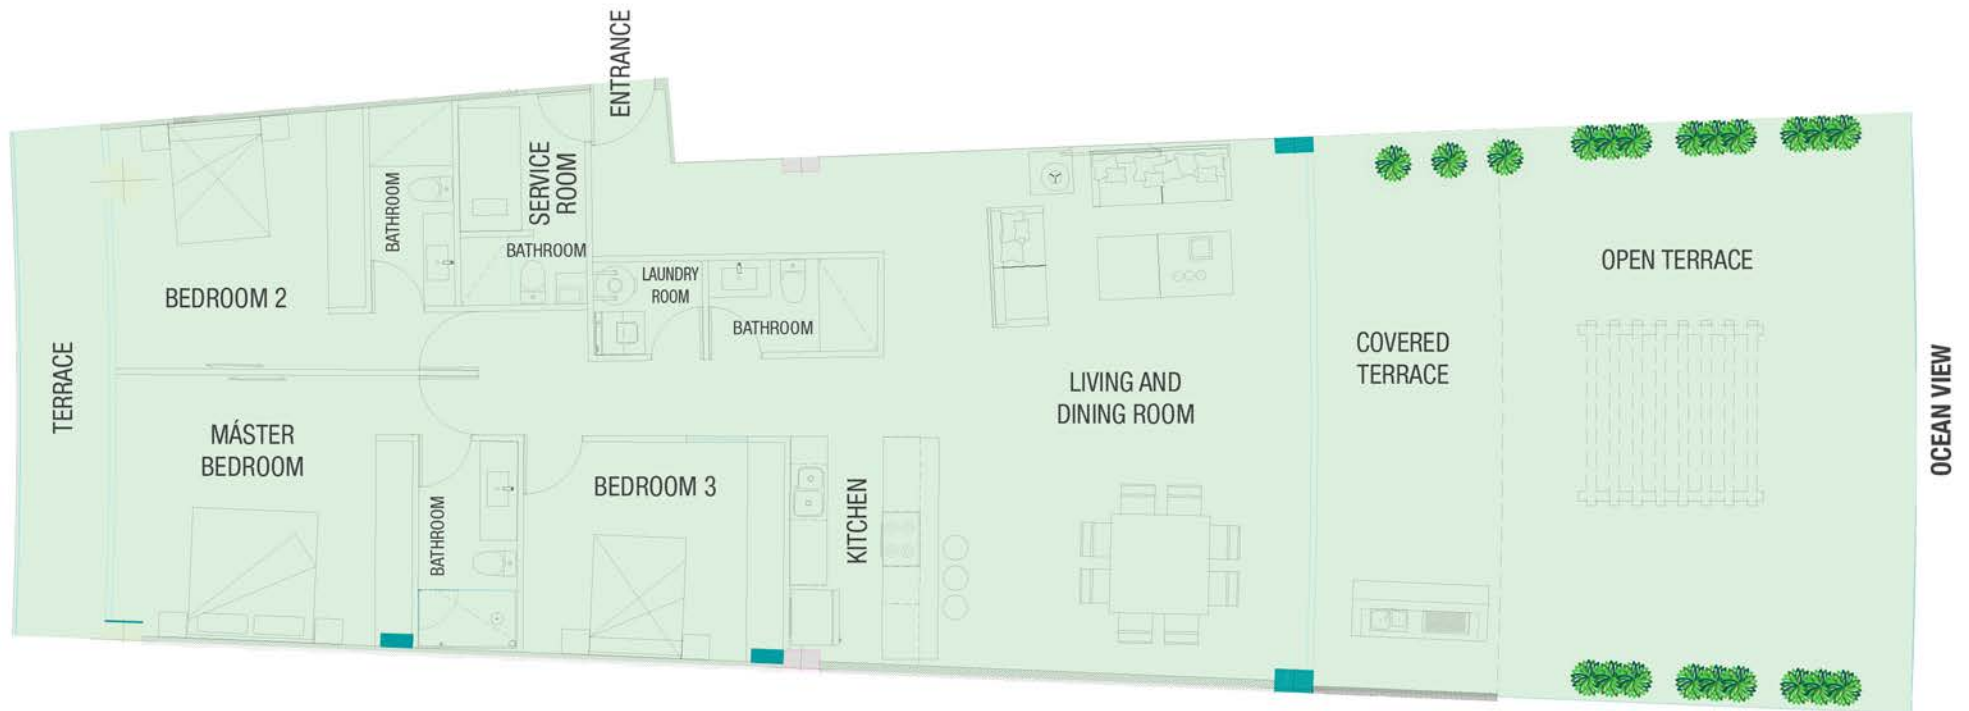 ENTRANCE
SERVICE
ROOM
BATHROOM
BATHROOM
BEDROOM 2
LAUNDRY
ROOM
BATHROOM
OPEN TERRACE
COVERED
TERRACE
TERRACE
LIVING AND
DINING ROOM
OCEAN VIEW
MÁSTER
BEDROOM
BATHROOM
BEDROOM 3
KITCHEN